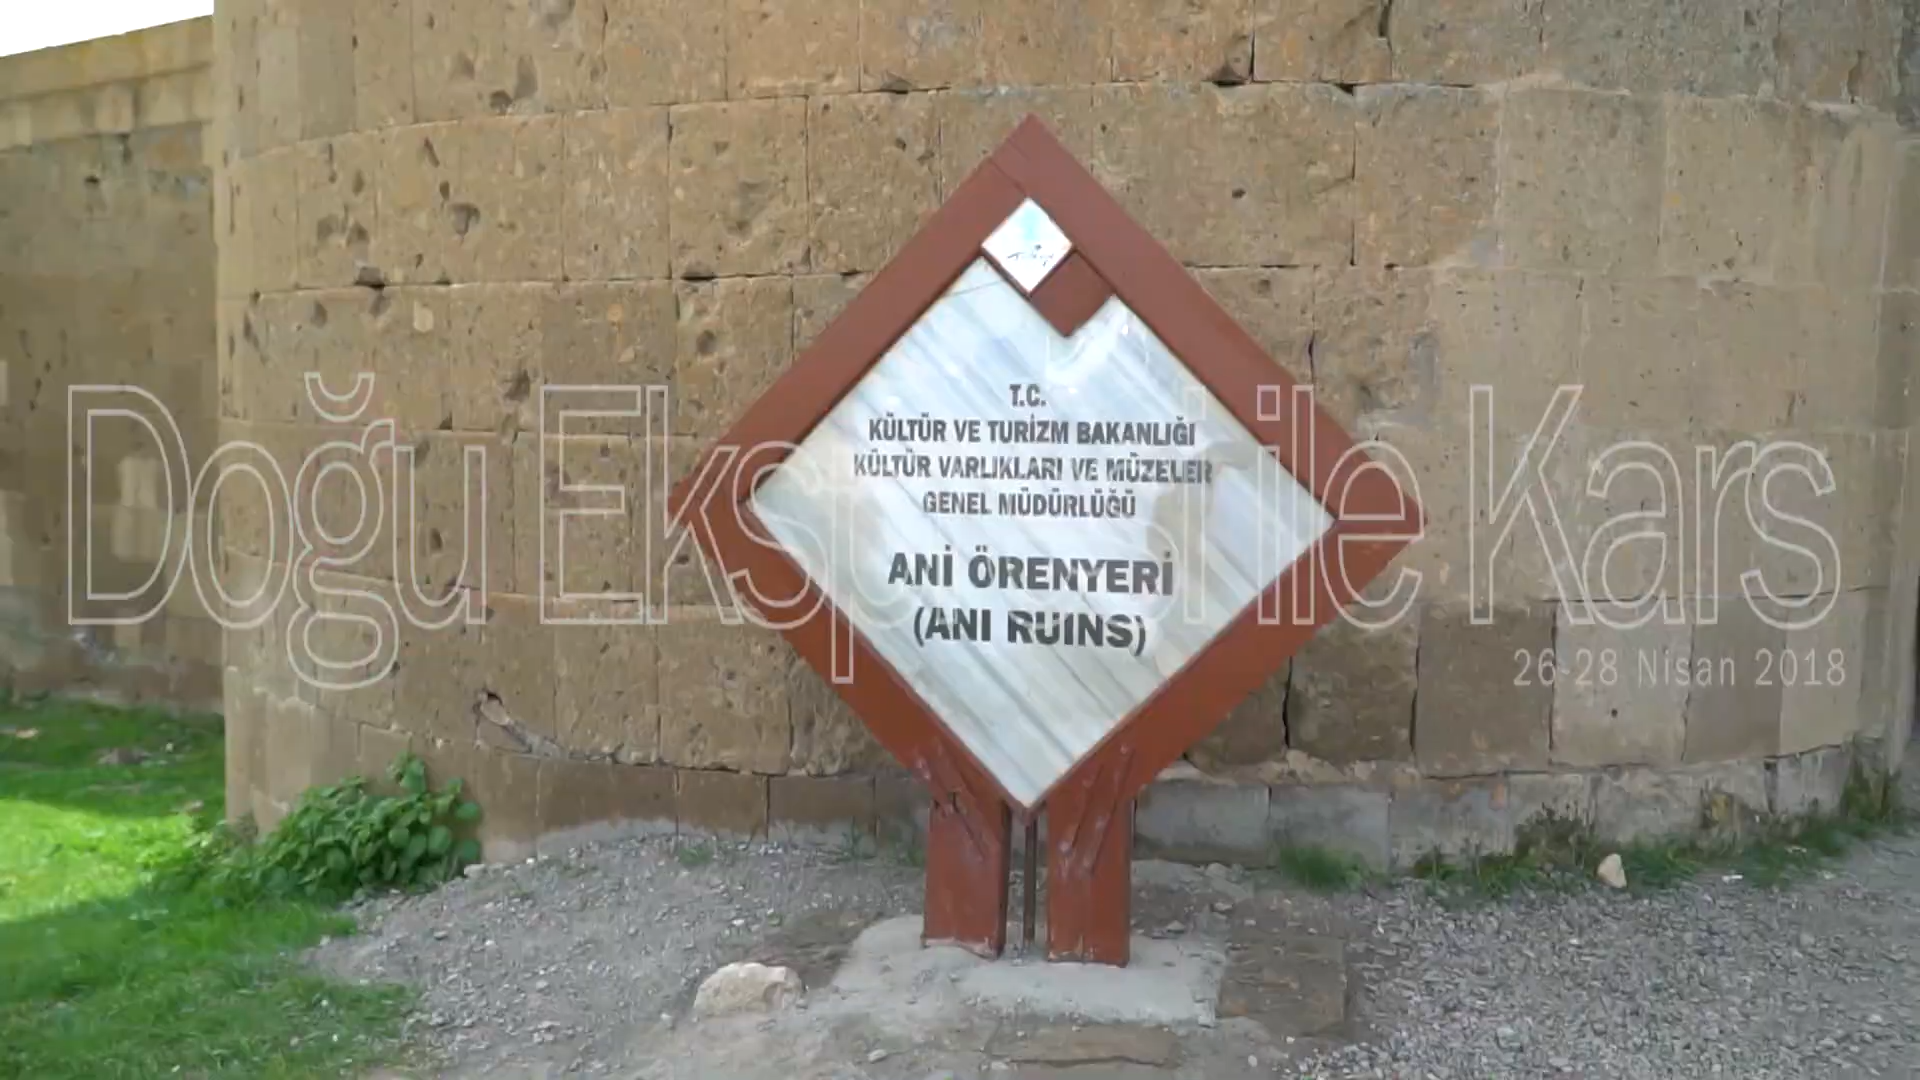 T.C.
KÜLTÜR VE TURİZM BAKANLIĞI
KÜLTÜR VARLIKLARI VE MÜZELER
GENEL MÜDÜRLÜĞÜ
ANİ ÖRENYERİ
(ANI RUINS)
Doğu Ekspresi ile Kars
26-28 Nisan 2018